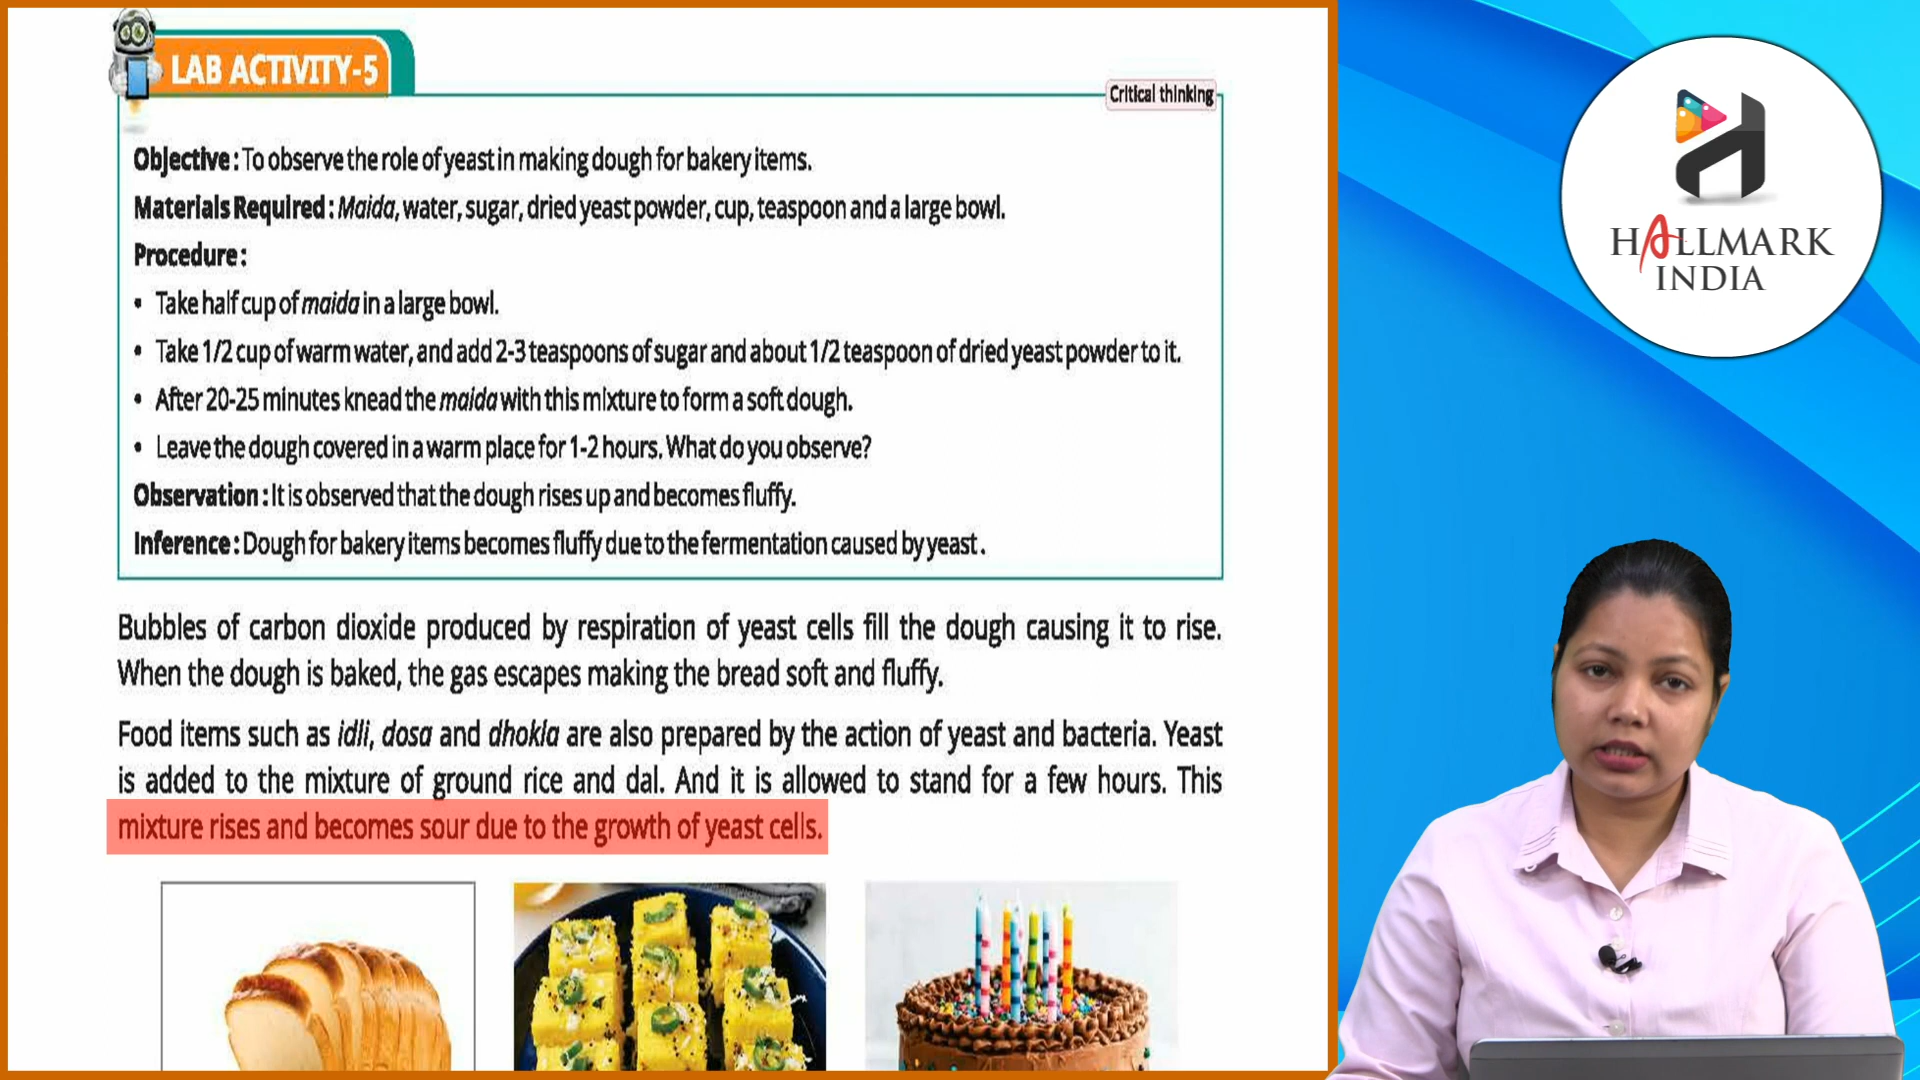 LAB ACTIVITY-5
Critical thinking
Objective : To observe the role of yeast in making dough for bakery items.
Materials Required : Maida, water, sugar, dried yeast powder, cup, teaspoon and a large bowl.
Procedure :
• Take half cup of maida in a large bowl.
• Take 1/2 cup of warm water, and add 2-3 teaspoons of sugar and about 1/2 teaspoon of dried yeast powder to it.
• After 20-25 minutes knead the maida with this mixture to form a soft dough.
• Leave the dough covered in a warm place for 1-2 hours. What do you observe?
Observation : It is observed that the dough rises up and becomes fluffy.
Inference : Dough for bakery items becomes fluffy due to the fermentation caused by yeast .
Bubbles of carbon dioxide produced by respiration of yeast cells fill the dough causing it to rise.
When the dough is baked, the gas escapes making the bread soft and fluffy.
Food items such as idli, dosa and dhokla are also prepared by the action of yeast and bacteria. Yeast
is added to the mixture of ground rice and dal. And it is allowed to stand for a few hours. This
mixture rises and becomes sour due to the growth of yeast cells.
HALLMARK
INDIA